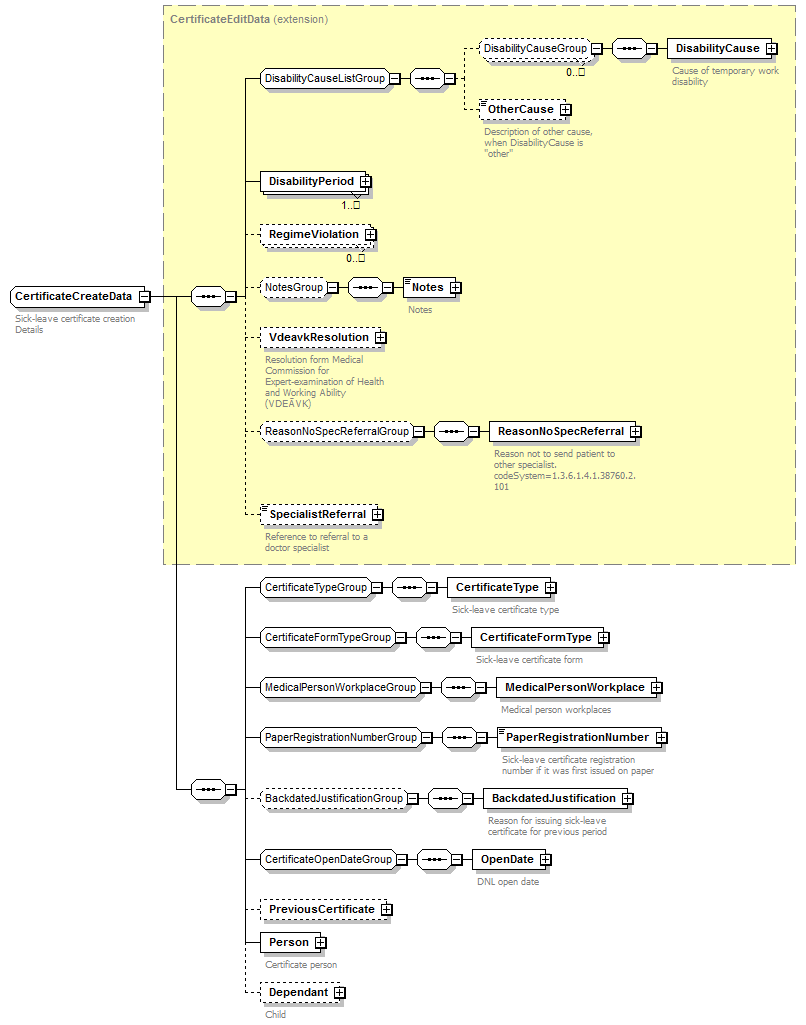 CertificateEditData (extension)
DisabilityCauseGroup
DisabilityCause
0..□
Cause of temporary work
disability
DisabilityCauseListGroup
OtherCause
Description of other cause,
when DisabilityCause is
"other"
DisabilityPeriod
1..□
RegimeViolation
0..□
NotesGroup
Notes
Notes
CertificateCreateData
Sick-leave certificate creation
Details
VdeavkResolution
Resolution form Medical
Commission for
Expert-examination of Health
and Working Ability
(VDEĀVK)
ReasonNoSpecReferralGroup
ReasonNoSpecReferral
Reason not to send patient to
other specialist.
codeSystem=1.3.6.1.4.1.38760.2.
101
SpecialistReferral
Reference to referral to a
doctor specialist
CertificateTypeGroup
CertificateType
Sick-leave certificate type
CertificateFormTypeGroup
CertificateFormType
Sick-leave certificate form
MedicalPersonWorkplaceGroup
MedicalPersonWorkplace
Medical person workplaces
PaperRegistrationNumberGroup
PaperRegistrationNumber
Sick-leave certificate registration
number if it was first issued on paper
BackdatedJustificationGroup
BackdatedJustification
Reason for issuing sick-leave
certificate for previous period
CertificateOpenDateGroup
OpenDate
DNL open date
PreviousCertificate
Person
Certificate person
Dependant
Child